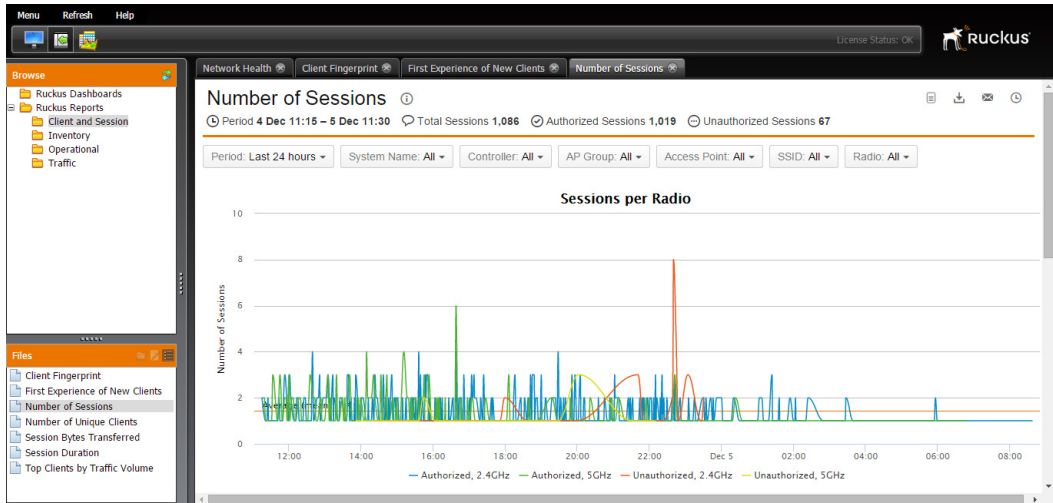 Menu Refresh Help
License Status: OK
Ruckus
Browse
Ruckus Dashboards
Ruckus Reports
Client and Session
Inventory
Operational
Traffic
Files
Client Fingerprint
First Experience of New Clients
Number of Sessions
Number of Unique Clients
Session Bytes Transferred
Session Duration
Top Clients by Traffic Volume
Network Health Client Fingerprint First Experience of New Clients Number of Sessions
Number of Sessions
Period 4 Dec 11:15 – 5 Dec 11:30 Total Sessions 1,086 Authorized Sessions 1,019 Unauthorized Sessions 67
Period: Last 24 hours System Name: All Controller: All AP Group: All Access Point: All SSID: All Radio: All
Sessions per Radio
Number of Sessions
10
8
6
4
2
0
Average (mean
12:00 14:00 16:00 18:00 20:00 22:00 Dec 5 02:00 04:00 06:00 08:00
Authorized, 2.4GHz Authorized, 5GHz Unauthorized, 2.4GHz Unauthorized, 5GHz